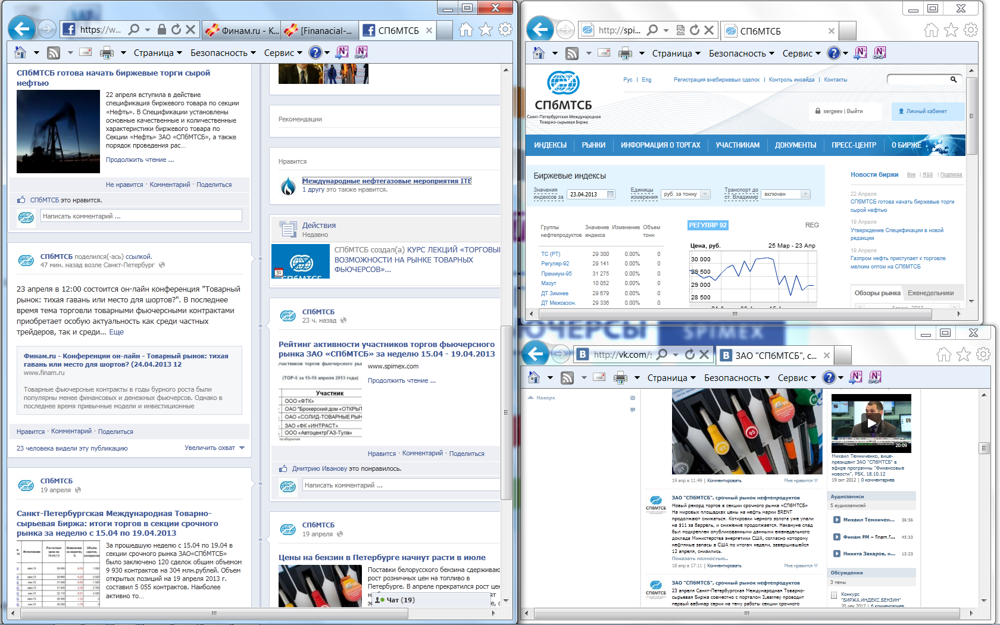 https://w...
Финам.ru - К...
[Finanacial-...
СПбМТСБ
Страница
Безопасность
Сервис
СПбМТСБ готова начать биржевые торги сырой
нефтью
22 апреля вступила в действие
спецификация биржевого товара по секции
«Нефть». В Спецификации установлены
основные качественные и количественные
характеристики биржевого товара по
Секции «Нефть» ЗАО «СПбМТСБ», а также
порядок проведения рас...
Продолжить чтение ...
Не нравится · Комментарий · Поделиться
СПбМТСБ это нравится.
Написать комментарий ...
СПбМТСБ поделился(-ась) ссылкой.
47 мин. назад возле Санкт-Петербург
23 апреля в 12:00 состоится он-лайн конференция "Товарный
рынок: тихая гавань или место для шортов?". В последнее
время тема торговли товарными фьючерсными контрактами
приобретает особую актуальность как среди частных
трейдеров, так и среди... Еще
Финам.ru - Конференции он-лайн - Товарный рынок: тихая
гавань или место для шортов? (24.04.2013 12
www.finam.ru
Товарные фьючерсные контракты в годы бурного роста были
популярны менее финансовых и денежных фьючерсов. Однако в
последнее время привычные модели и инвестиционные
Нравится · Комментарий · Поделиться
23 человека видели эту публикацию
Увеличить охват
СПбМТСБ
19 апреля
Санкт-Петербургская Международная Товарно-
сырьевая Биржа: итоги торгов в секции срочного
рынка за неделю с 15.04 по 19.04.2013
За прошедшую неделю с 15.04 по 19.04 в
секции срочного рынка ЗАО«СПбМТСБ»
было заключено 120 сделок общим объемом
9 930 контрактов на 304 млн.рублей. Объем
открытых позиций на 19 апреля 2013 г.
составил 5 055 контрактов. Наиболее
активно то...
Рекомендации
Нравится
Международные нефтегазовые мероприятия ITE
1 другу это также нравится.
Действия
Недавно
31
СПбМТСБ
СПбМТСБ создал(а) КУРС ЛЕКЦИЙ «ТОРГОВЫЕ
ВОЗМОЖНОСТИ НА РЫНКЕ ТОВАРНЫХ
ФЬЮЧЕРСОВ»...
СПбМТСБ
23 ч. назад
Рейтинг активности участников торгов фьючерсного
рынка ЗАО «СПбМТСБ» за неделю 15.04 - 19.04.2013
участников торгов фьючерсного
(TOP-5 за 15-19 апреля 2013 года)
Участник
ООО «ФТК»
ОАО "Брокерский дом «ОТКРЫТ
ОАО «СОЛИД-ТОВАРНЫЕ РЫН
ЗАО «ФК «ИНТРАСТ»
ООО «АвтоцентрГАЗ-Тула»
www.spimex.com
Продолжить чтение ...
Нравится · Комментарий · Поделиться
Дмитрию Иванову это понравилось.
Написать комментарий ...
СПбМТСБ
19 апреля
Цены на бензин в Петербурге начнут расти в июле
Поставки белорусского бензина сдерживаю
рост розничных цен на топливо в
Петербурге. В апреле прекратился рост цен
Чат (19)
http://spi...
СПбМТСБ
Страница
Безопасность
Сервис
СПбМТСБ
Санкт-Петербургская Международная
Товарно-сырьевая Биржа
Рус | Eng
Регистрация внебиржевых сделок | Контроль инсайда | Контакты
sergeev | Выйти
Личный кабинет
ИНДЕКСЫ
РЫНКИ
ИНФОРМАЦИЯ О ТОРГАХ
УЧАСТНИКАМ
ДОКУМЕНТЫ
ПРЕСС-ЦЕНТР
О БИРЖЕ
Биржевые индексы
Значения
индексов за
23.04.2013
Единицы
измерения
руб. за тонну
Транспорт до
ст. Владимир
включен
Группы Значение Изменение Объем
нефтепродуктов индекса тонн
ТС (РТ) 29 300 0.00% 0
Регуляр-92 29 141 0.00% 0
Премиум-95 31 275 0.00% 0
Мазут 10 052 0.00% 0
ДТ Зимнее 29 679 0.00% 0
ДТ Межсезон. 29 336 0.00% 0
РЕГУЛЯР 92
REG
Цена, руб.
25 Мар - 23 Апр
30 000
29 500
29 000
28 500
Новости биржи
Все | RSS | Подписка
22 Апреля
СПбМТСБ готова начать биржевые торги
сырой нефтью
19 Апреля
Утверждение Спецификации в новой
редакции
19 Апреля
Газпром нефть приступает к торговле
мелким оптом на СПбМТСБ
Обзоры рынка
Еженедельники
ЮЧЕРСЫ
SPIMEX
http://vk.com/s
ЗАО "СПбМТСБ", с...
Страница
Безопасность
Сервис
Наверх
19 апр в 11:49 | Комментировать
Мне нравится
ЗАО "СПбМТСБ", срочный рынок нефтепродуктов
Новый рекорд торгов в секции срочного рынка «СПбМТСБ»
На мировых площадках цены на нефть марки BRENT
продолжают снижаться. Котировки черного золота уже упали
на $11 за баррель, и снижение продолжается. Накануне спад
был подкреплен опубликованными данными еженедельного
доклада Министерства энергетики США, согласно которому
нефтяные запасы в США по итогам недели, завершившейся
12 апреля, снизились.
Показать полностью..
18 апр в 17:11 | Комментировать
Мне нравится
ЗАО "СПбМТСБ", срочный рынок нефтепродуктов
23 апреля Санкт-Петербургская Международная Товарно-
сырьевая Биржа совместно с порталом ILearney проводит
первый вебинар серии на тему работы секции срочного
20:09
Михаил Темниченко, вице-
президент ЗАО "СПбМТСБ" в
эфире программы "Финансовые
новости", РБК, 18.10.12
19 окт 2012 | 0 комментариев
Аудиозаписи
5 аудиозаписей
Михаил Темничен... 36:56
Финам FM – finam.f... 45:33
Никита Захаров, н... 13:23
Обсуждения
3 темы
Конкурс
"БИРЖА.ИНДЕКС.БЕНЗИН"
20 дек 2012 | 6 комментариев